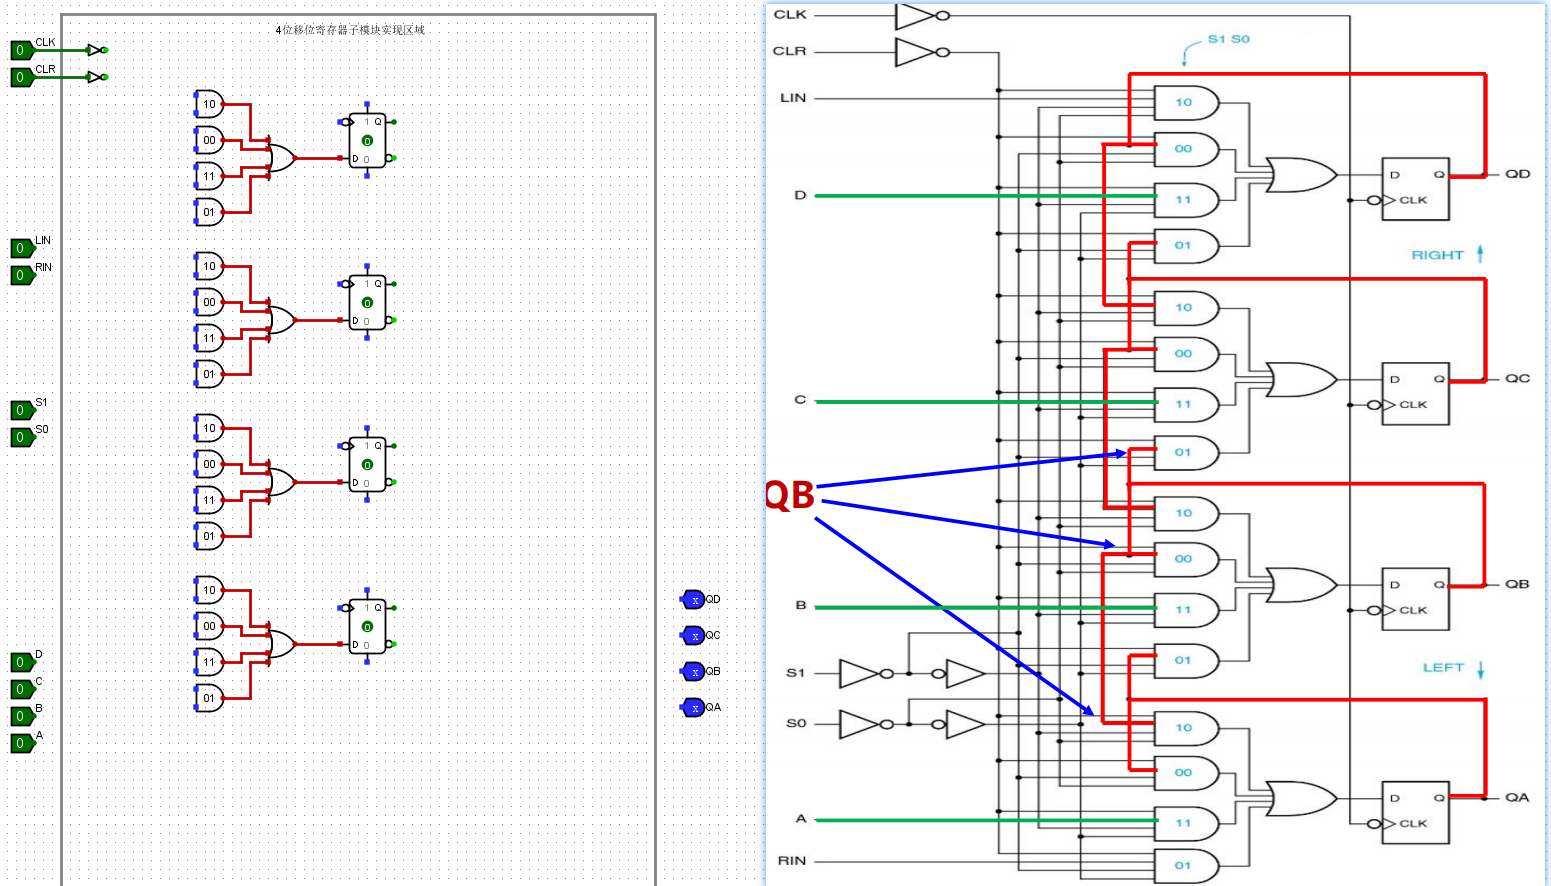 4位移位寄存器子模块实现区域
0 CLK
0 CLR
10
00
11
01
1 Q
0
D 0
0 LIN
0 RIN
10
00
11
01
1 Q
0
D 0
0 S1
0 S0
10
00
11
01
1 Q
0
D 0
10
00
11
01
1 Q
0
D 0
0 D
0 C
0 B
0 A
x QD
x QC
x QB
x QA
CLK
CLR
S1 S0
LIN
10
00
D
11
01
D Q QD
CLK
RIGHT
10
00
C
11
01
D Q QC
CLK
QB
10
00
B
11
01
D Q QB
CLK
S1
S0
LEFT
10
00
A
11
01
D Q QA
CLK
RIN